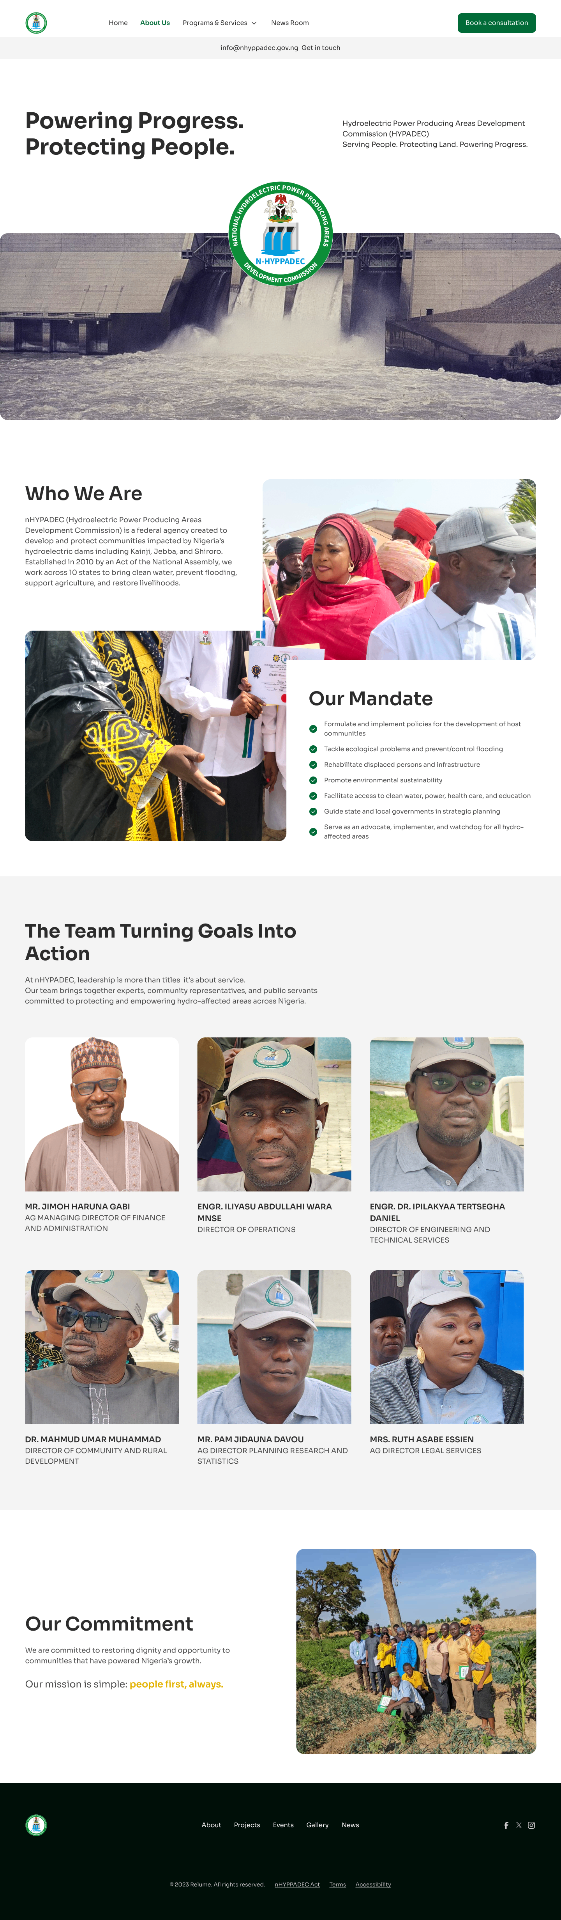 Home About Us Programs & Services News Room Book a consultation
info@nhyppadec.gov.ng Get in touch
Powering Progress.
Protecting People.
Hydroelectric Power Producing Areas Development
Commission (HYPADEC)
Serving People. Protecting Land. Powering Progress.
NATIONAL HYDROELECTRIC POWER PRODUCING AREAS
N-HYPPADEC
DEVELOPMENT COMMISSION
Who We Are
nHYPADEC (Hydroelectric Power Producing Areas
Development Commission) is a federal agency created to
develop and protect communities impacted by Nigeria's
hydroelectric dams including Kainji, Jebba, and Shiroro.
Established in 2010 by an Act of the National Assembly, we
work across 10 states to bring clean water, prevent flooding,
support agriculture, and restore livelihoods.
Our Mandate
Formulate and implement policies for the development of host
communities
Tackle ecological problems and prevent/control flooding
Rehabilitate displaced persons and infrastructure
Promote environmental sustainability
Facilitate access to clean water, power, health care, and education
Guide state and local governments in strategic planning
Serve as an advocate, implementer, and watchdog for all hydro-
affected areas
The Team Turning Goals Into
Action
At nHYPADEC, leadership is more than titles it's about service.
Our team brings together experts, community representatives, and public servants
committed to protecting and empowering hydro-affected areas across Nigeria.
MR. JIMOH HARUNA GABI
AG MANAGING DIRECTOR OF FINANCE
AND ADMINISTRATION
ENGR. ILIYASU ABDULLAHI WARA
MNSE
DIRECTOR OF OPERATIONS
ENGR. DR. IPILAKYAA TERTSEGHA
DANIEL
DIRECTOR OF ENGINEERING AND
TECHNICAL SERVICES
DR. MAHMUD UMAR MUHAMMAD
DIRECTOR OF COMMUNITY AND RURAL
DEVELOPMENT
MR. PAM JIDAUNA DAVOU
AG DIRECTOR PLANNING RESEARCH AND
STATISTICS
MRS. RUTH ASABE ESSIEN
AG DIRECTOR LEGAL SERVICES
Our Commitment
We are committed to restoring dignity and opportunity to
communities that have powered Nigeria's growth.
Our mission is simple: people first, always.
About Projects Events Gallery News
© 2023 Relume. All rights reserved. nHYPPADEC Act Terms Accessibility